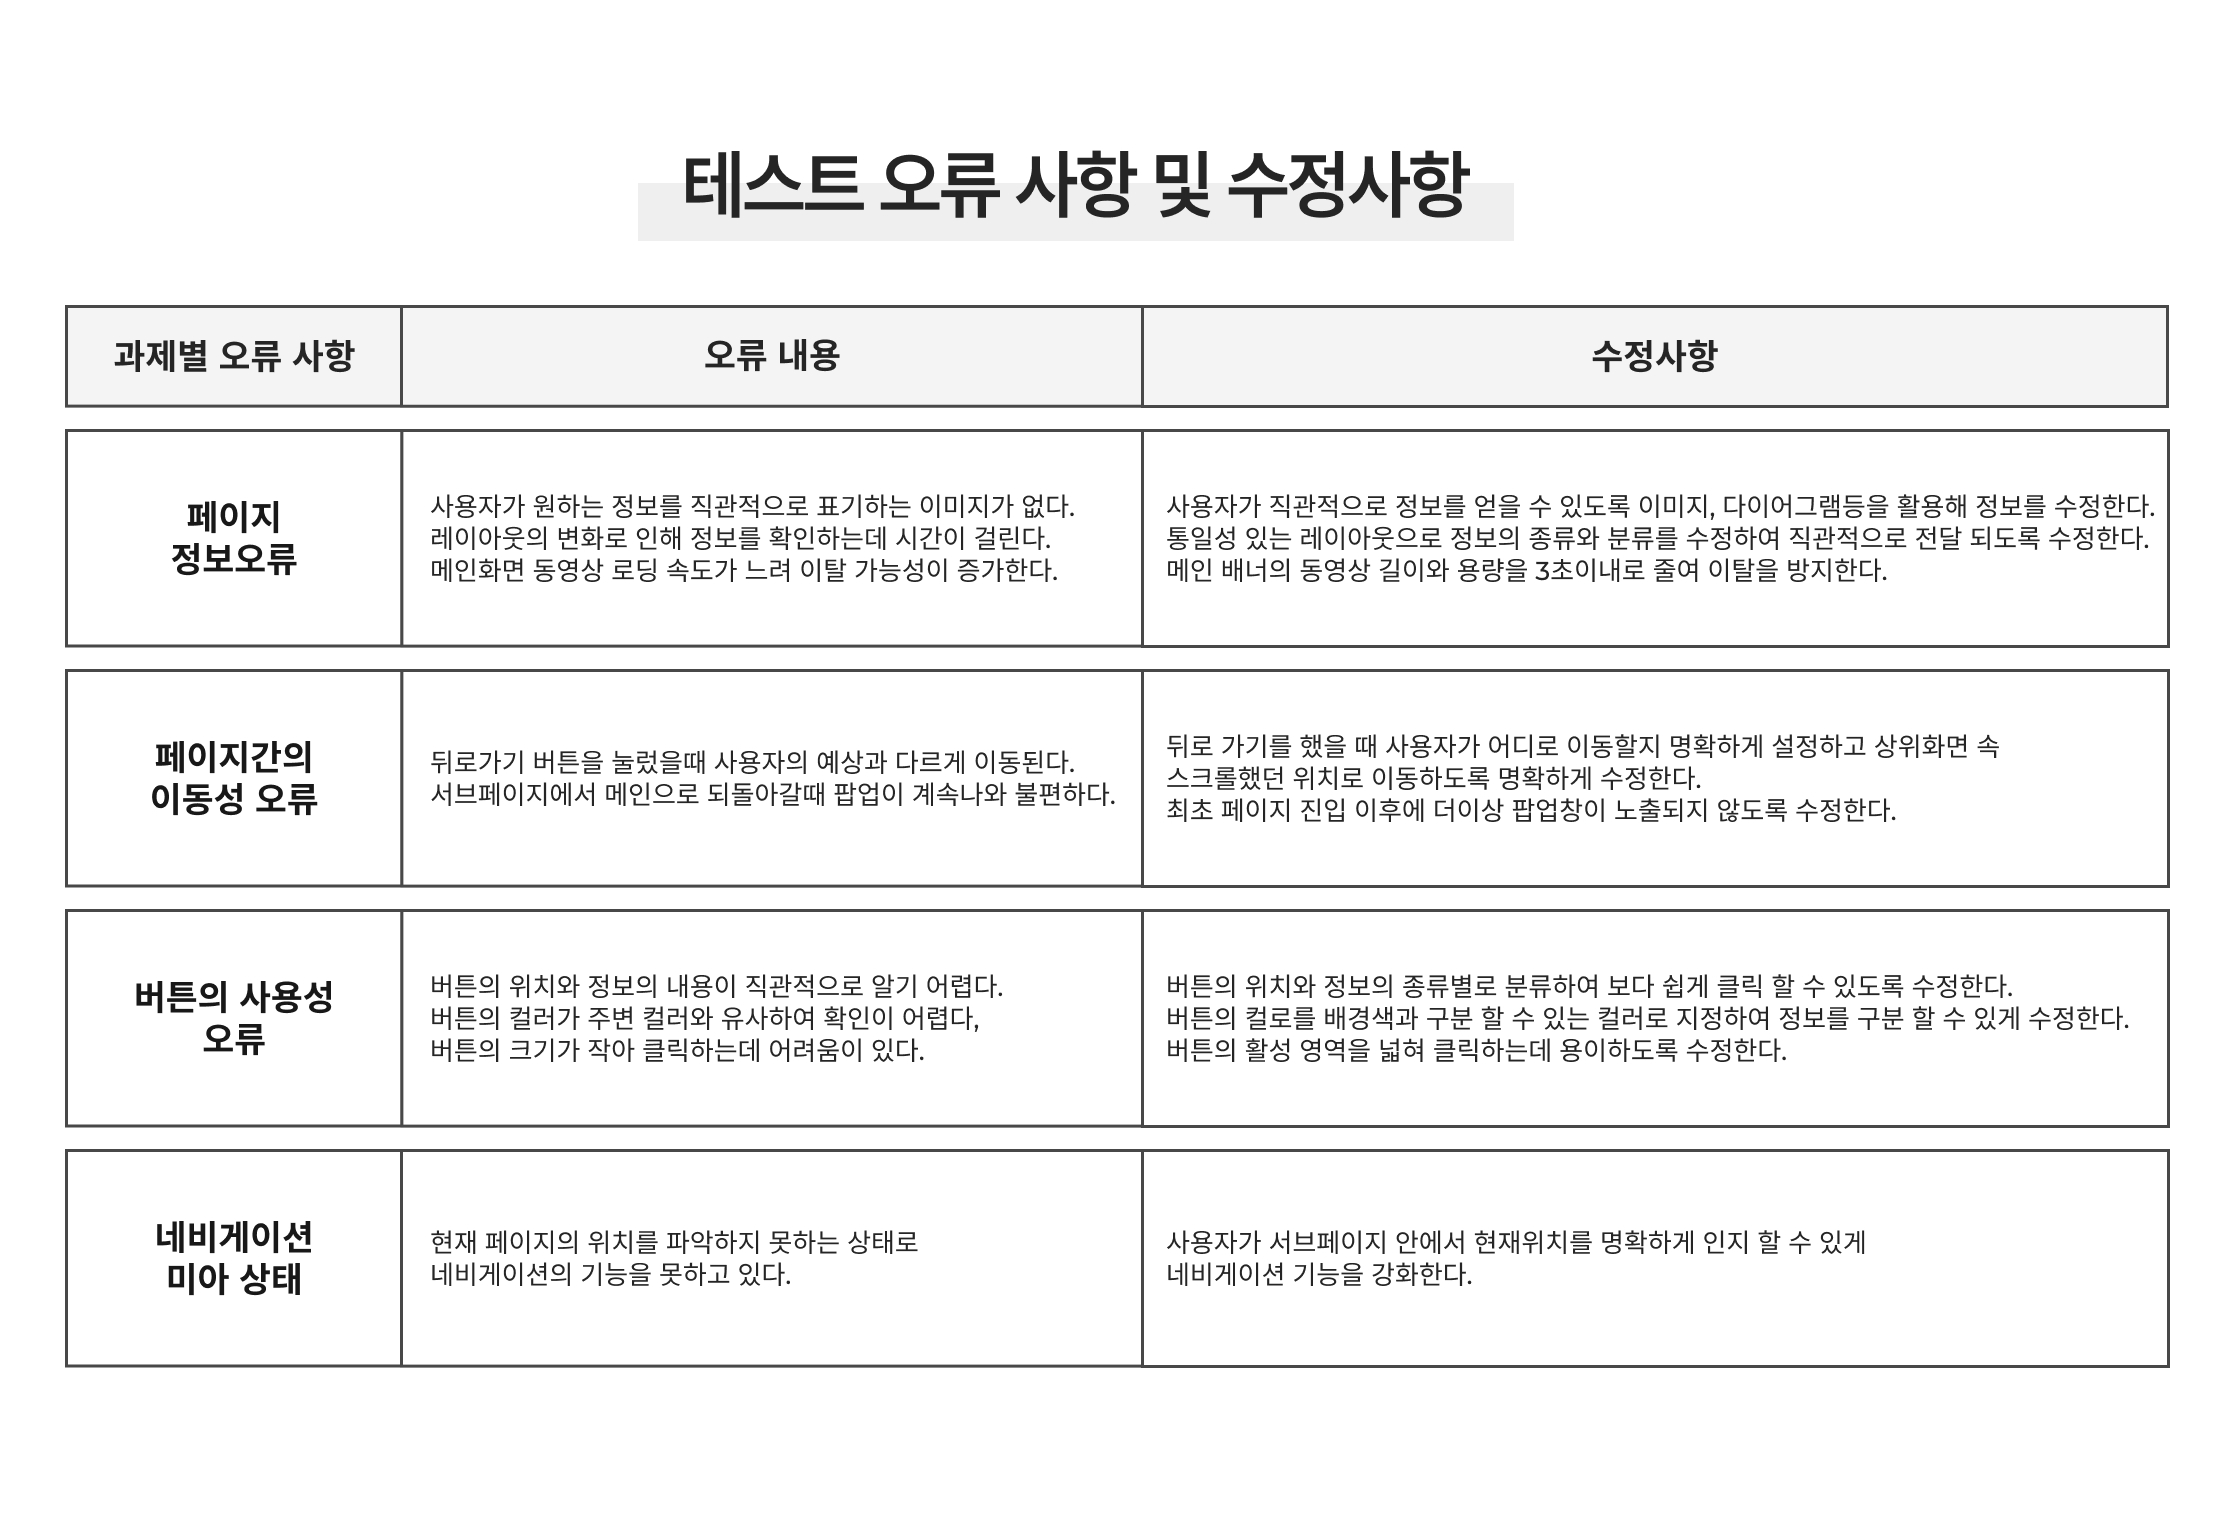 테스트 오류 사항 및 수정사항
과제별 오류 사항
오류 내용
수정사항
페이지
정보오류
사용자가 원하는 정보를 직관적으로 표기하는 이미지가 없다.
레이아웃의 변화로 인해 정보를 확인하는데 시간이 걸린다.
메인화면 동영상 로딩 속도가 느려 이탈 가능성이 증가한다.
사용자가 직관적으로 정보를 얻을 수 있도록 이미지, 다이어그램등을 활용해 정보를 수정한다.
통일성 있는 레이아웃으로 정보의 종류와 분류를 수정하여 직관적으로 전달 되도록 수정한다.
메인 배너의 동영상 길이와 용량을 3초이내로 줄여 이탈을 방지한다.
페이지간의
이동성 오류
뒤로가기 버튼을 눌렀을때 사용자의 예상과 다르게 이동된다.
서브페이지에서 메인으로 되돌아갈때 팝업이 계속나와 불편하다.
뒤로 가기를 했을 때 사용자가 어디로 이동할지 명확하게 설정하고 상위화면 속
스크롤했던 위치로 이동하도록 명확하게 수정한다.
최초 페이지 진입 이후에 더이상 팝업창이 노출되지 않도록 수정한다.
버튼의 사용성
오류
버튼의 위치와 정보의 내용이 직관적으로 알기 어렵다.
버튼의 컬러가 주변 컬러와 유사하여 확인이 어렵다,
버튼의 크기가 작아 클릭하는데 어려움이 있다.
버튼의 위치와 정보의 종류별로 분류하여 보다 쉽게 클릭 할 수 있도록 수정한다.
버튼의 컬로를 배경색과 구분 할 수 있는 컬러로 지정하여 정보를 구분 할 수 있게 수정한다.
버튼의 활성 영역을 넓혀 클릭하는데 용이하도록 수정한다.
네비게이션
미아 상태
현재 페이지의 위치를 파악하지 못하는 상태로
네비게이션의 기능을 못하고 있다.
사용자가 서브페이지 안에서 현재위치를 명확하게 인지 할 수 있게
네비게이션 기능을 강화한다.